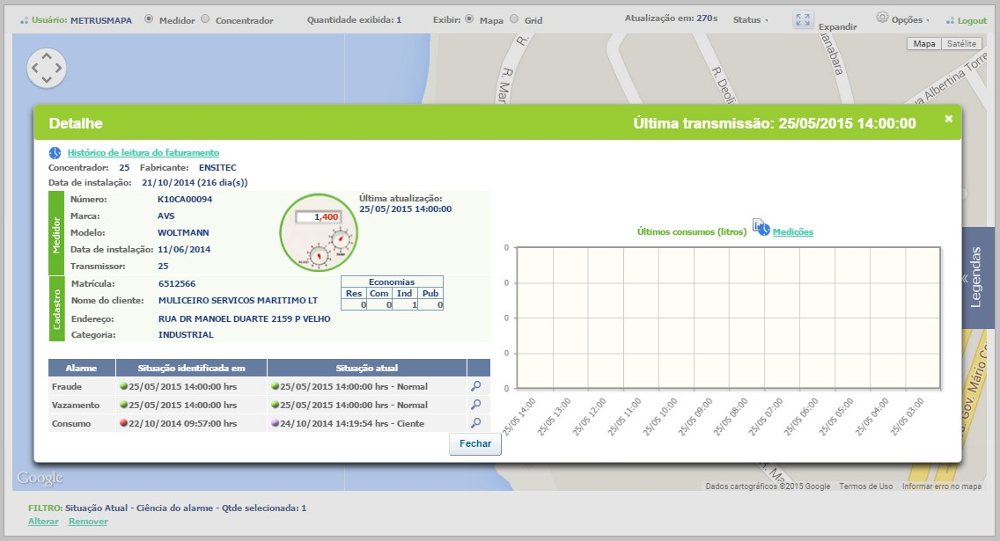 Usuário: METRUSMAPA Medidor Concentrador Quantidade exibida: 1 Exibir: Mapa Grid Atualização em: 270s Status Expandir Opções Logout
Mapa Satélite
R.
R. Mar
R. Deoli
uanabara
va Albertina Torre
Detalhe Última transmissão: 25/05/2015 14:00:00 ×
Histórico de leitura do faturamento
Concentrador: 25 Fabricante: ENSITEC
Data de instalação: 21/10/2014 (216 dia(s))
Medidor
Número: K10CA00094
Marca: AVS
Modelo: WOLTMANN
Data de instalação: 11/06/2014
Transmissor: 25
1,400
Última atualização:
25/05/2015 14:00:00
Cadastro
Matrícula: 6512566
Nome do cliente: MULICEIRO SERVICOS MARITIMO LT
Endereço: RUA DR MANOEL DUARTE 2159 P VELHO
Categoria: INDUSTRIAL
Economias
Res Com Ind Pub
0 0 1 0
Alarme Situação identificada em Situação atual
Fraude 25/05/2015 14:00:00 hrs 25/05/2015 14:00:00 hrs - Normal
Vazamento 25/05/2015 14:00:00 hrs 25/05/2015 14:00:00 hrs - Normal
Consumo 22/10/2014 09:57:00 hrs 24/10/2014 14:19:54 hrs - Ciente
Últimos consumos (litros) Medições
0
0
0
0
0
25/05 14:00 25/05 13:00 25/05 12:00 25/05 11:00 25/05 10:00 25/05 09:00 25/05 08:00 25/05 07:00 25/05 06:00 25/05 05:00 25/05 04:00 25/05 03:00
Fechar
« Legendas
. Gov. Mário Co
. Ma
Google
Dados cartográficos ©2015 Google Termos de Uso Informar erro no mapa
FILTRO: Situação Atual - Ciência do alarme - Qtde selecionada: 1
Alterar Remover